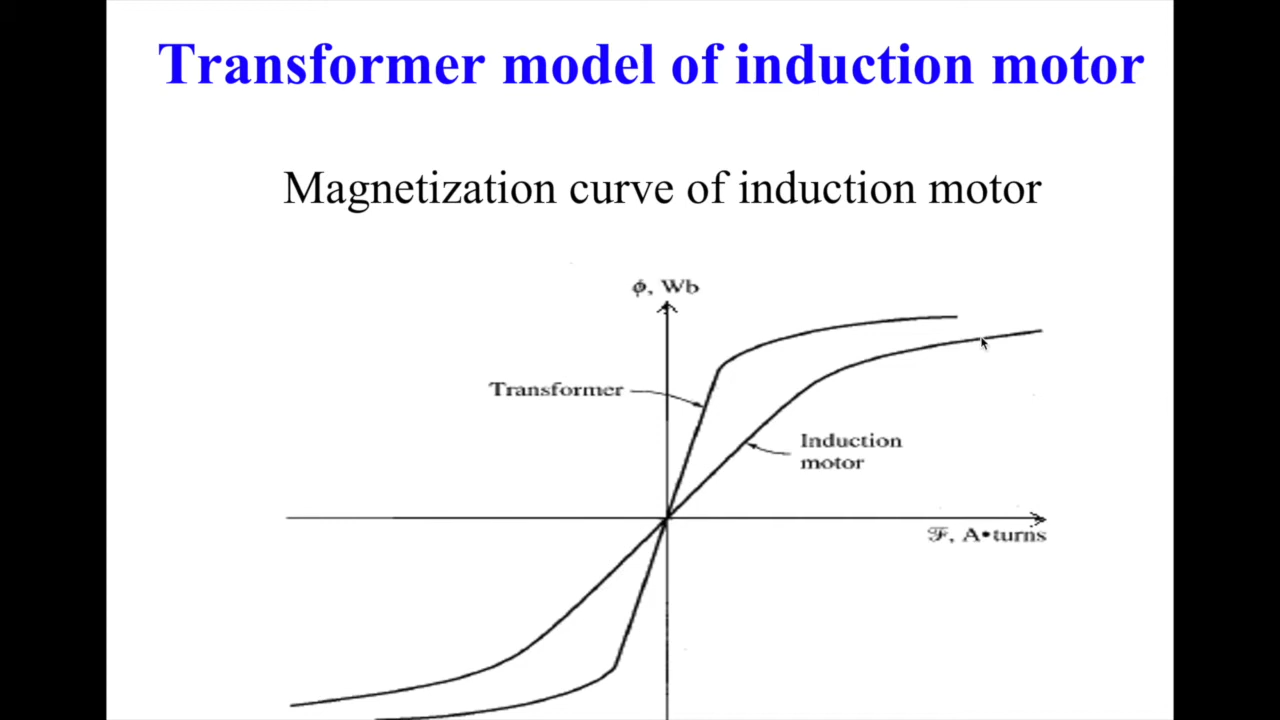 Transformer model of induction motor
Magnetization curve of induction motor
ϕ, Wb
Transformer
Induction
motor
ℱ, A•turns